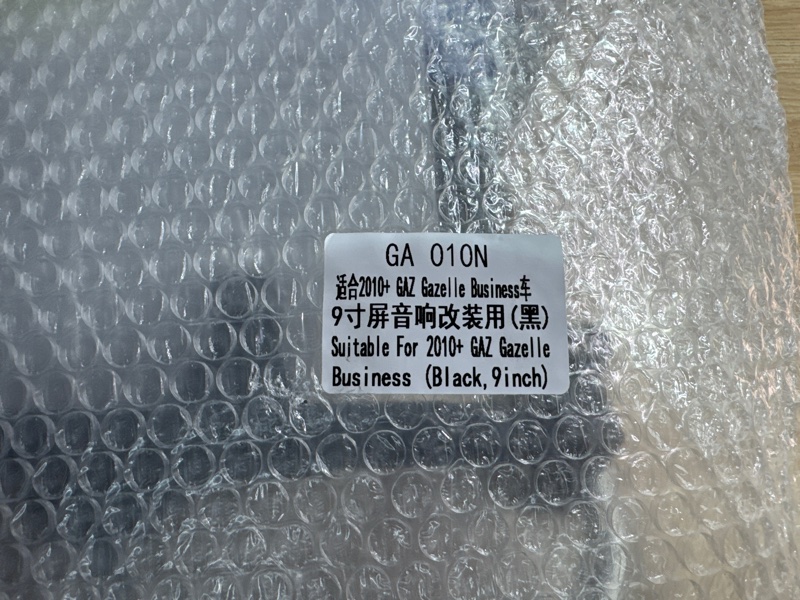 GA 010N
适合2010+ GAZ Gazelle Business车
9寸屏音响改装用(黑)
Suitable For 2010+ GAZ Gazelle
Business (Black,9inch)